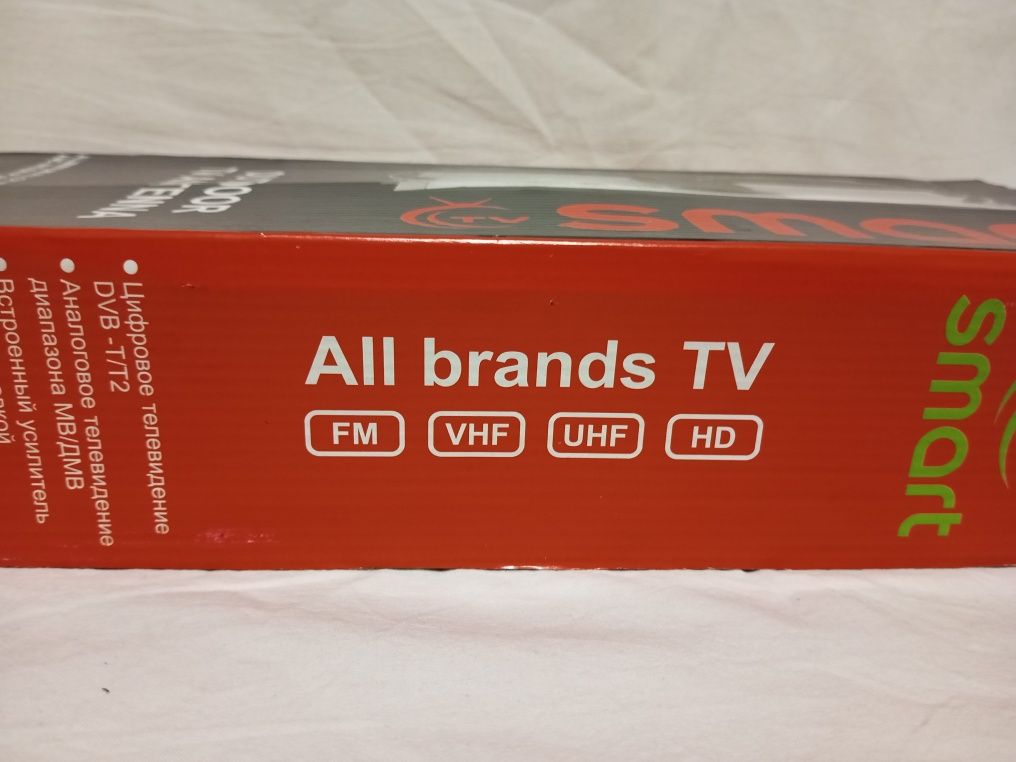 TV
All brands TV
FM
VHF
UHF
HD
smart
• Цифровое телевидение
DVB -T/T2
• Аналоговое телевидение
диапазона МВ/ДМВ
• Встроенный усилитель